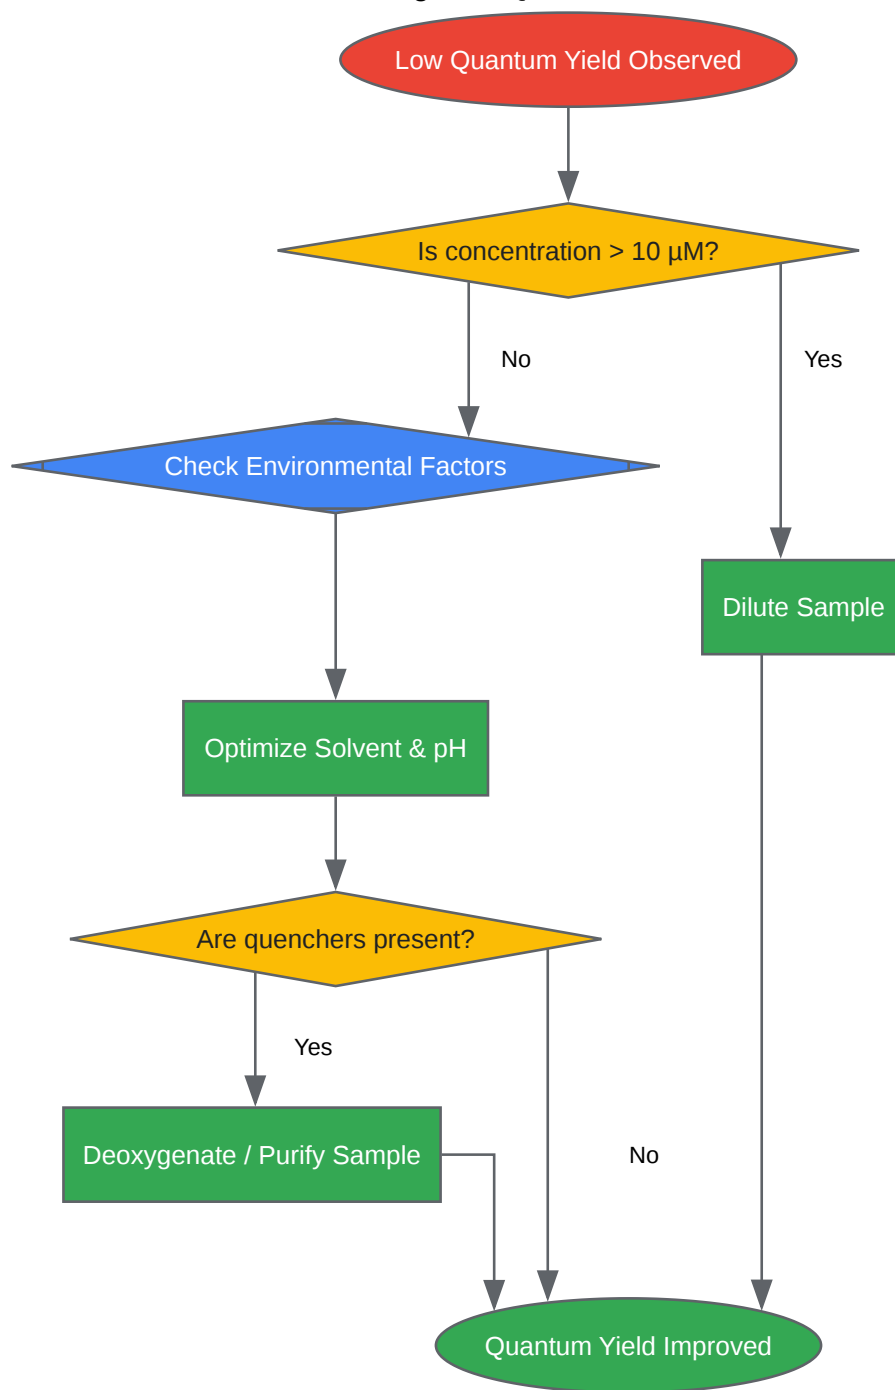 Low Quantum Yield Observed
Is concentration > 10 µM?
No
Yes
Check Environmental Factors
Dilute Sample
Optimize Solvent & pH
Are quenchers present?
Yes
Deoxygenate / Purify Sample
No
Quantum Yield Improved